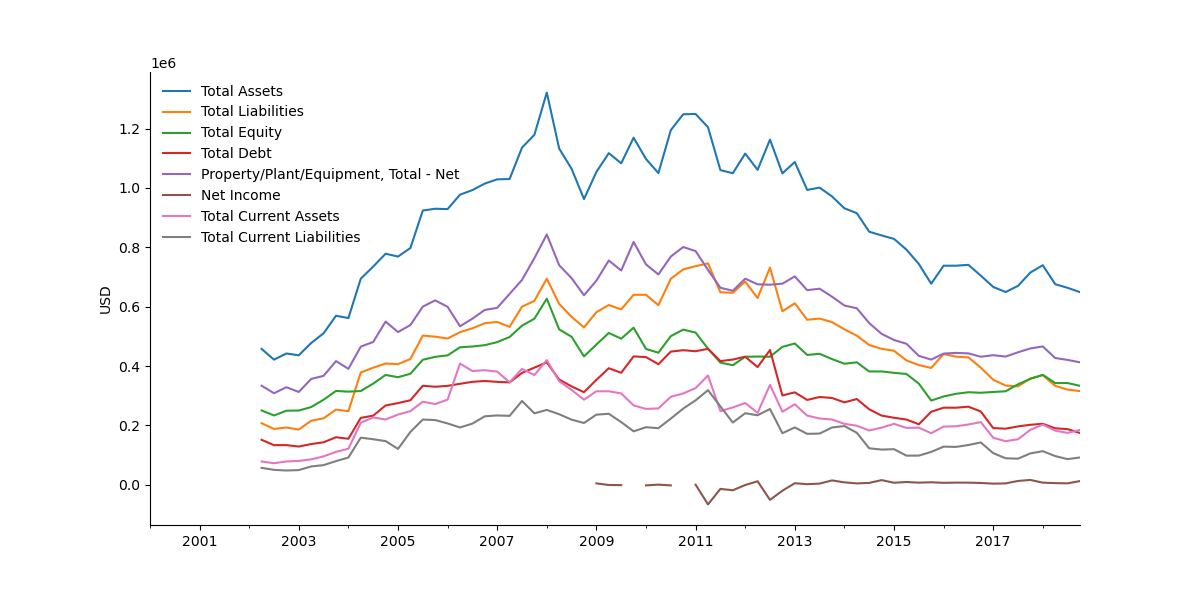 1e6
Total Assets
Total Liabilities
Total Equity
Total Debt
Property/Plant/Equipment, Total - Net
Net Income
Total Current Assets
Total Current Liabilities
USD
1.2
1.0
0.8
0.6
0.4
0.2
0.0
2001 2003 2005 2007 2009 2011 2013 2015 2017